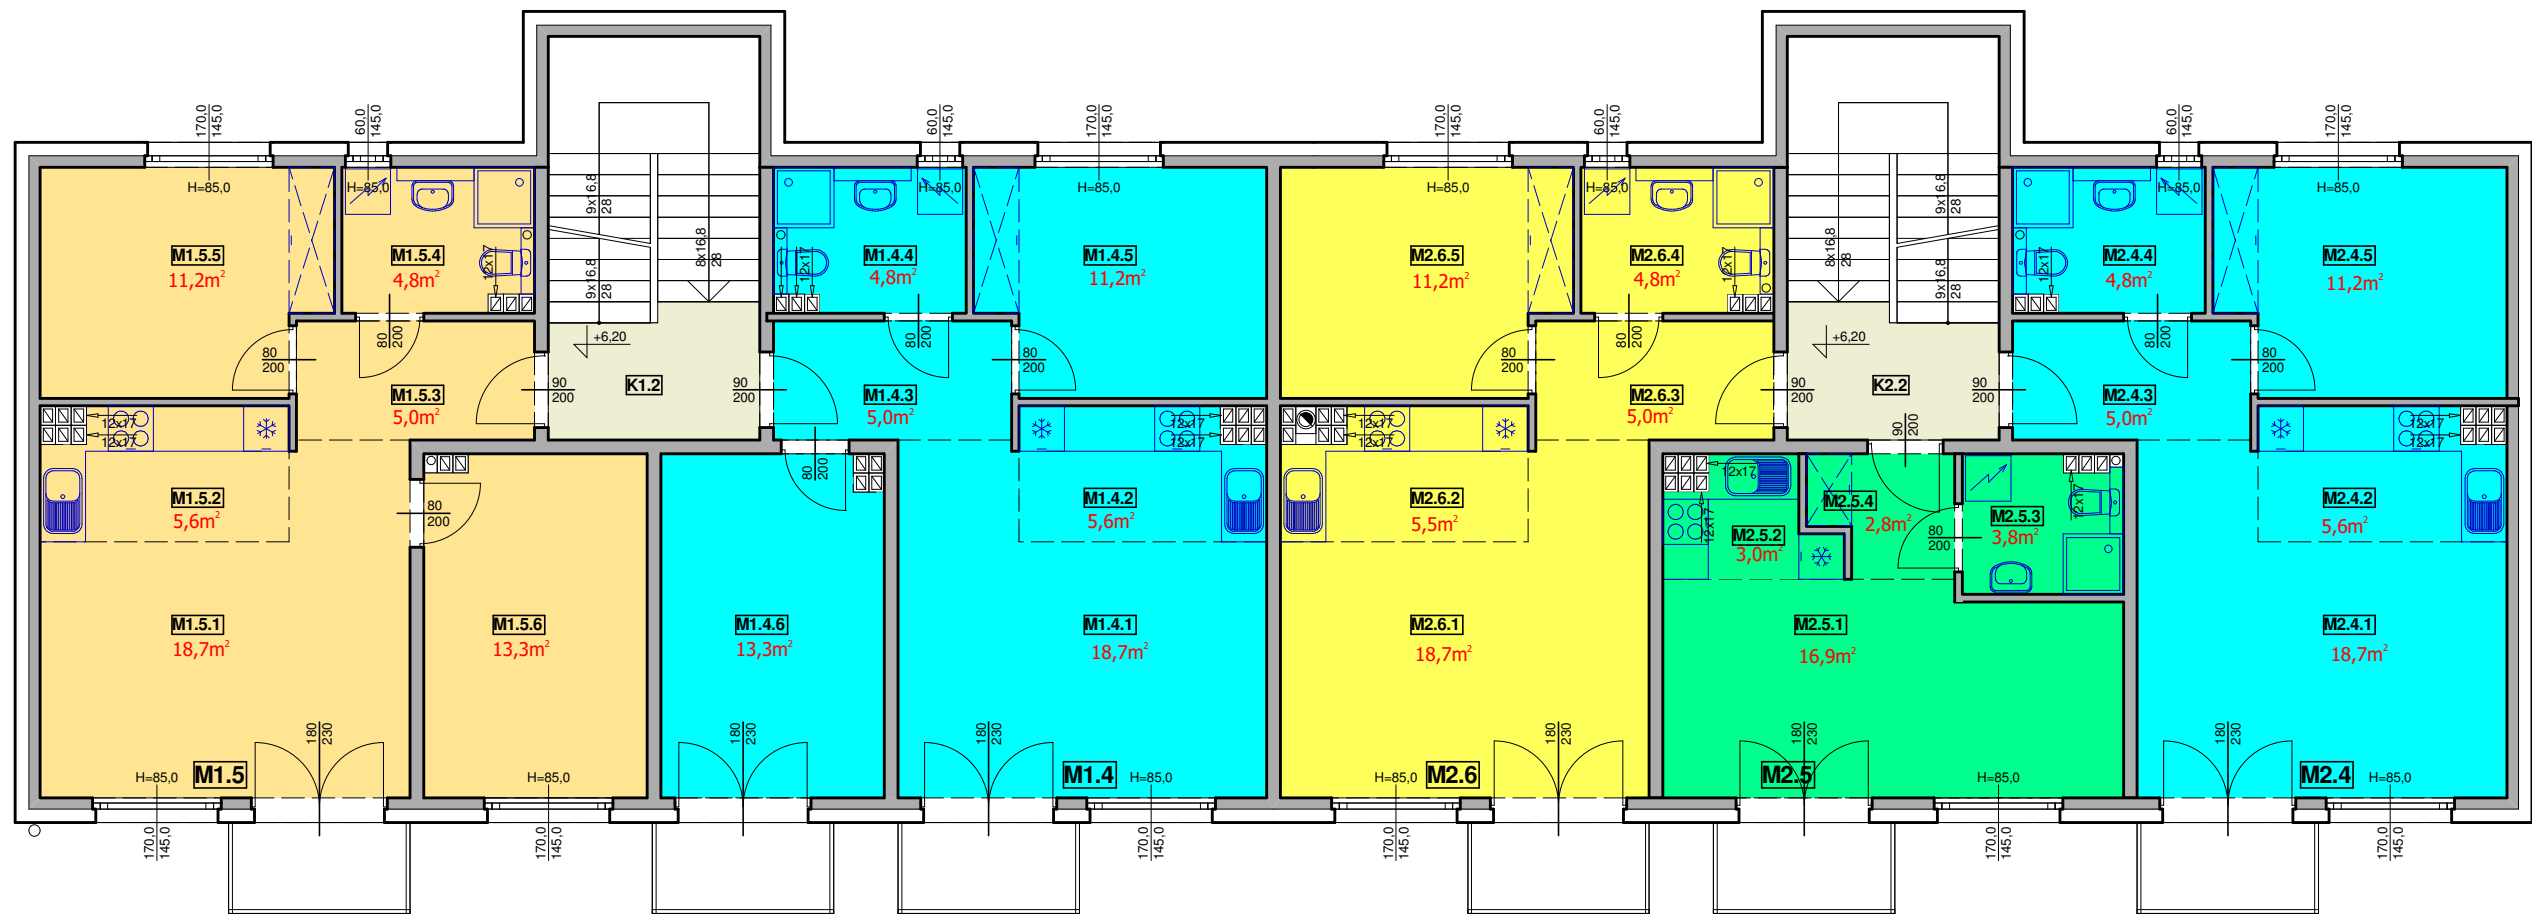 170,0
145,0
60,0
145,0
60,0
145,0
170,0
145,0
170,0
145,0
60,0
145,0
60,0
145,0
170,0
145,0
H=85,0
H=85,0
H=85,0
H=85,0
H=85,0
H=85,0
H=85,0
H=85,0
9x16,8
28
9x16,8
28
8x16,8
28
8x16,8
28
9x16,8
28
9x16,8
28
M1.5.5
11,2m²
M1.5.4
4,8m²
12x17
M1.4.4
4,8m²
12x17
M1.4.5
11,2m²
M2.6.5
11,2m²
M2.6.4
4,8m²
12x17
M2.4.4
4,8m²
12x17
M2.4.5
11,2m²
80
200
80
200
+6,20
80
200
80
200
80
200
80
200
+6,20
80
200
80
200
M1.5.3
5,0m²
90
200
K1.2
90
200
M1.4.3
5,0m²
M2.6.3
5,0m²
90
200
K2.2
90
200
M2.4.3
5,0m²
12x17
12x17
80
200
12x17
12x17
12x17
12x17
90
200
12x17
12x17
M1.5.2
5,6m²
80
200
M1.4.2
5,6m²
M2.6.2
5,5m²
12x17
12x17
M2.5.2
3,0m²
M2.5.4
2,8m²
80
200
M2.5.3
3,8m²
12x17
M2.4.2
5,6m²
M1.5.1
18,7m²
M1.5.6
13,3m²
M1.4.6
13,3m²
M1.4.1
18,7m²
M2.6.1
18,7m²
M2.5.1
16,9m²
M2.4.1
18,7m²
180
230
180
230
180
230
180
230
180
230
180
230
H=85,0
M1.5
H=85,0
M1.4
H=85,0
H=85,0
M2.6
M2.5
H=85,0
M2.4
H=85,0
170,0
145,0
170,0
145,0
170,0
145,0
170,0
145,0
170,0
145,0
170,0
145,0